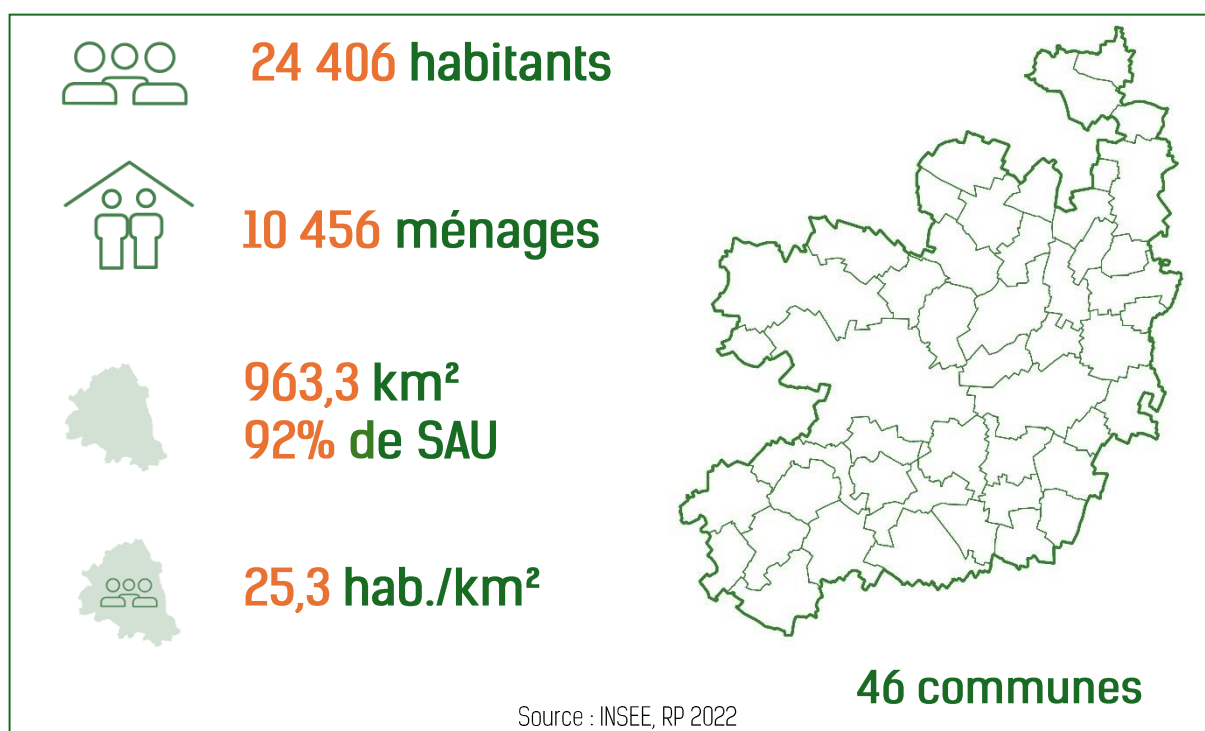 24 406 habitants
10 456 ménages
963,3 km²
92% de SAU
25,3 hab./km²
46 communes
Source : INSEE, RP 2022